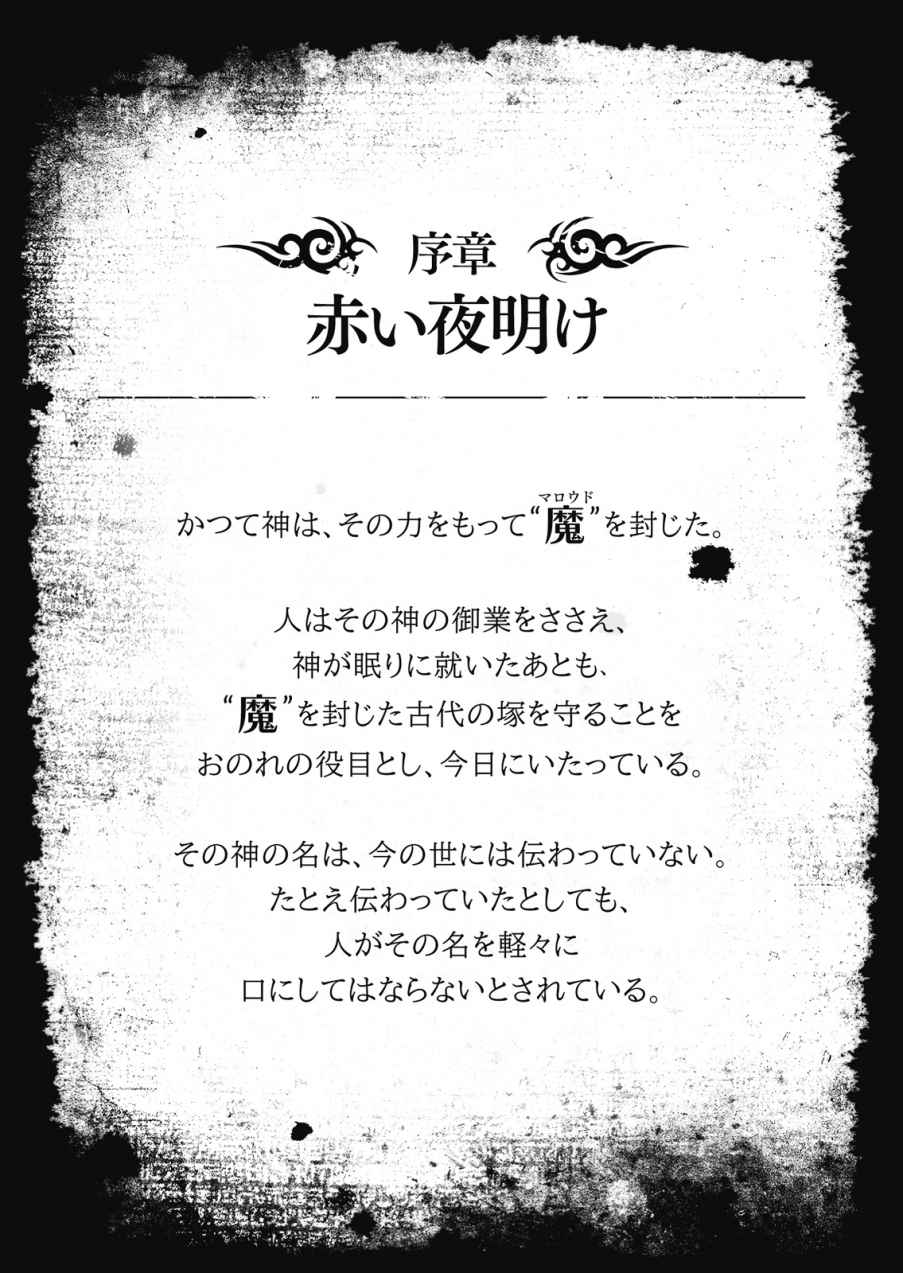 序章
赤い夜明け
マロウド
かつて神は、その力をもって“魔”を封じた。
人はその神の御業をささえ、
神が眠りに就いたあとも、
“魔”を封じた古代の塚を守ることを
おのれの役目とし、今日にいたっている。
その神の名は、今の世には伝わっていない。
たとえ伝わっていたとしても、
人がその名を軽々に
口にしてはならないとされている。